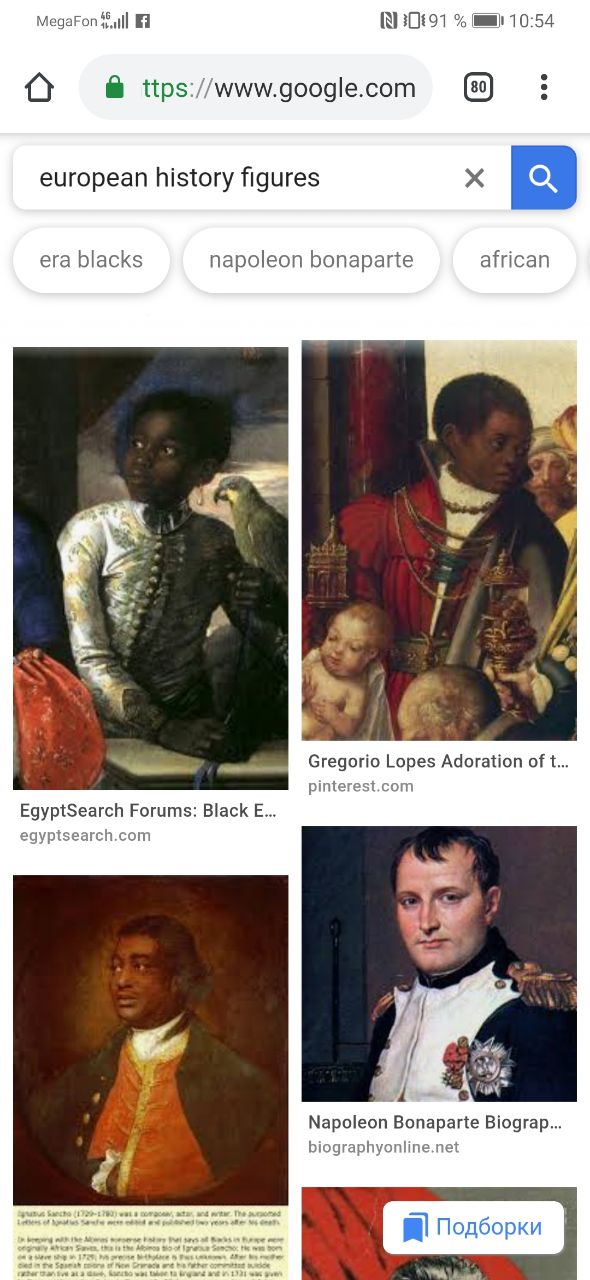 MegaFon 4G 91 % 10:54
ttps://www.google.com 80
european history figures
era blacks napoleon bonaparte african
EgyptSearch Forums: Black E...
egyptsearch.com
Gregorio Lopes Adoration of t...
pinterest.com
Napoleon Bonaparte Biograp...
biographyonline.net
Ignatius Sancho (1729-1780) was a composer, actor, and writer. The purported
Letters of Ignatius Sancho were edited and published two years after his death.
In keeping with the Albinos nonsense history that says all Blacks in Europe were
originally African Slaves, this is the Albinos bio of Ignatius Sancho: He was born
on a slave ship in 1729; his precise birthplace is thus unknown. After his mother
died in the Spanish colony of New Granada and his father committed suicide
rather than live as a slave, Sancho was taken to England and in 1731 was given
Подборки